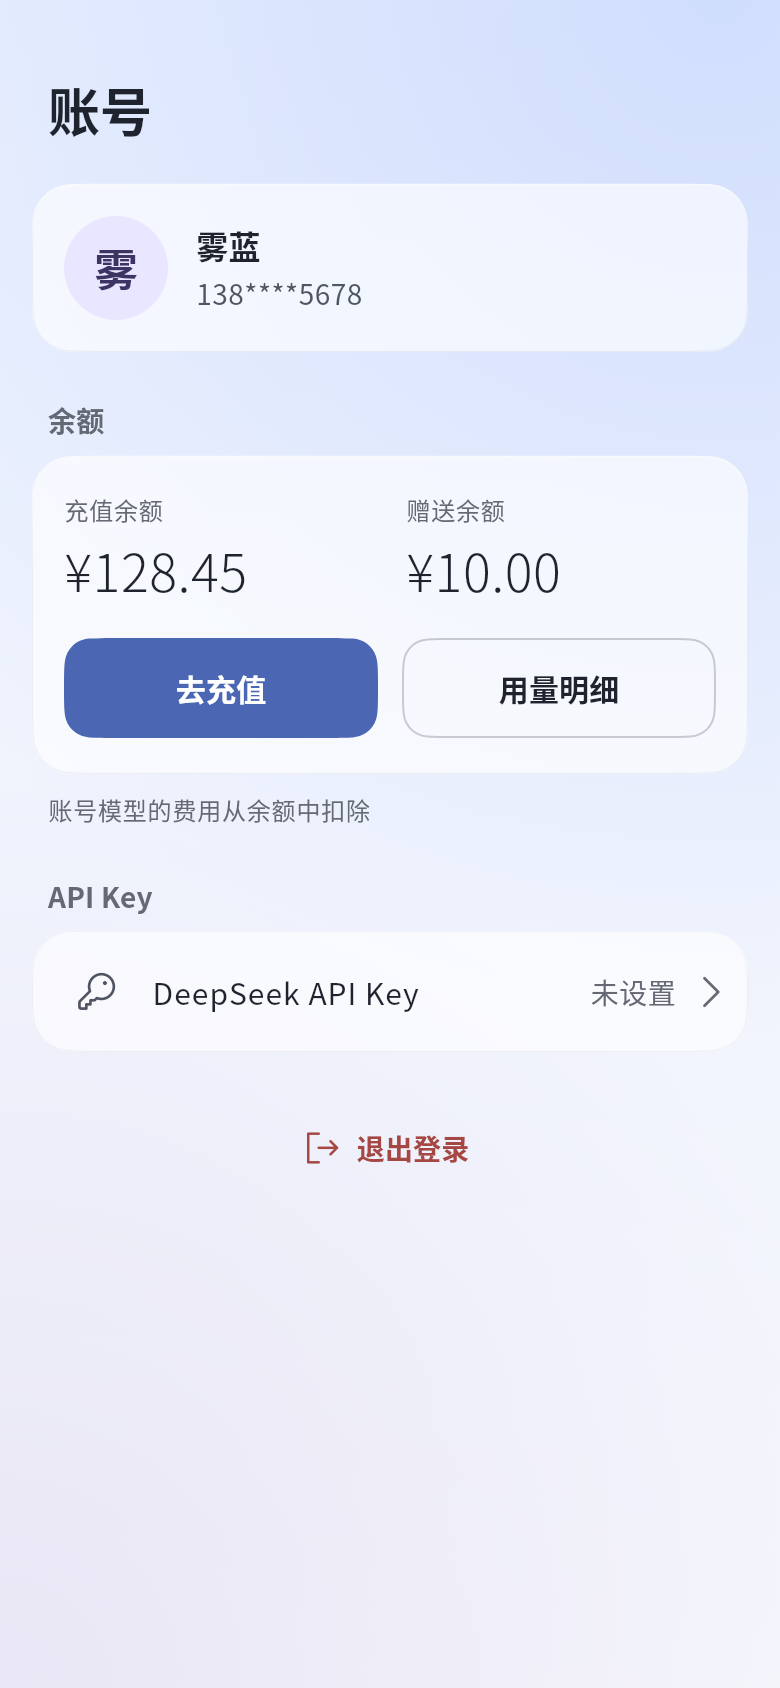 账号
雾
雾蓝
138****5678
余额
充值余额 赠送余额
¥128.45 ¥10.00
去充值 用量明细
账号模型的费用从余额中扣除
API Key
DeepSeek API Key 未设置
退出登录